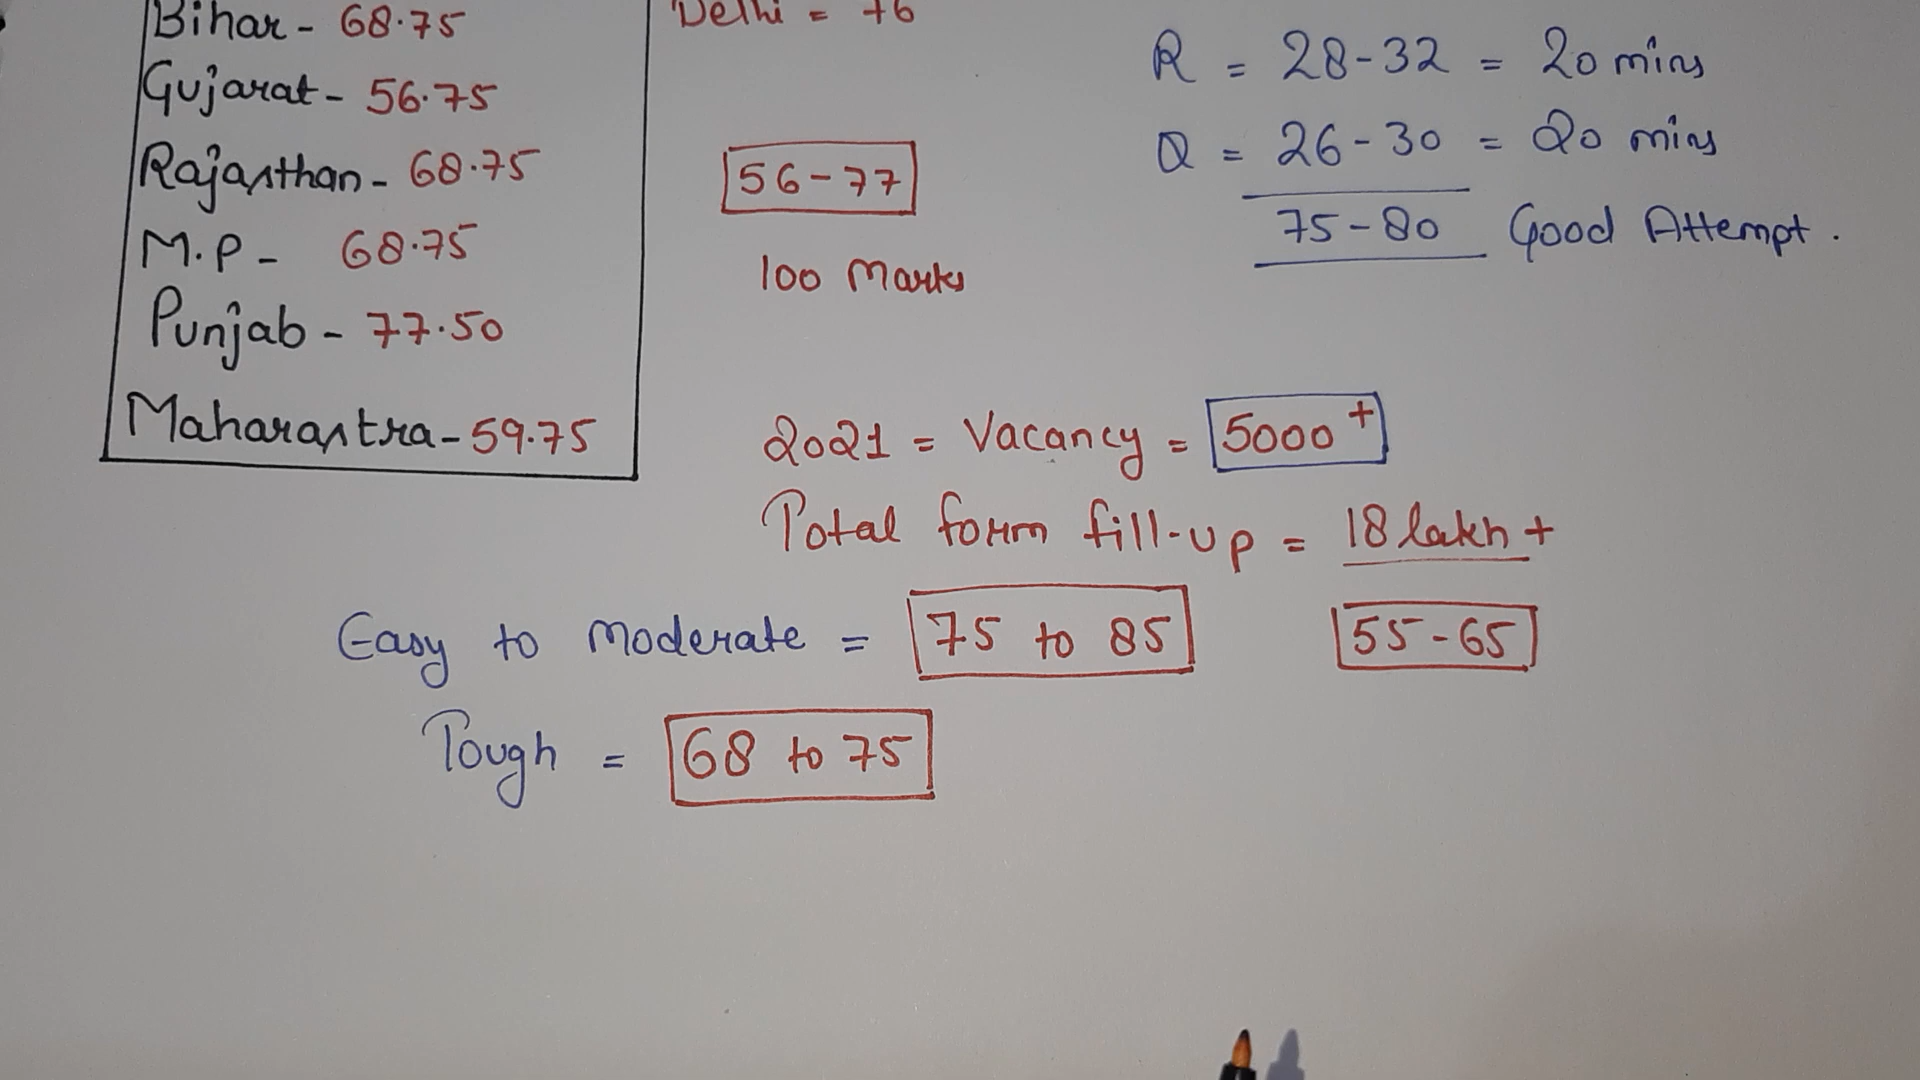 Bihar - 68.75
Gujarat - 56.75
Rajasthan - 68.75
M.P - 68.75
Punjab - 77.50
Maharastra - 59.75
Delhi = 76
56-77
100 Marks
R = 28-32 = 20 mins
Q = 26-30 = 20 mins
75-80 Good Attempt.
2021 = Vacancy = 5000+
Total form fill-up = 18 lakh +
Easy to Moderate = 75 to 85
55-65
Tough = 68 to 75